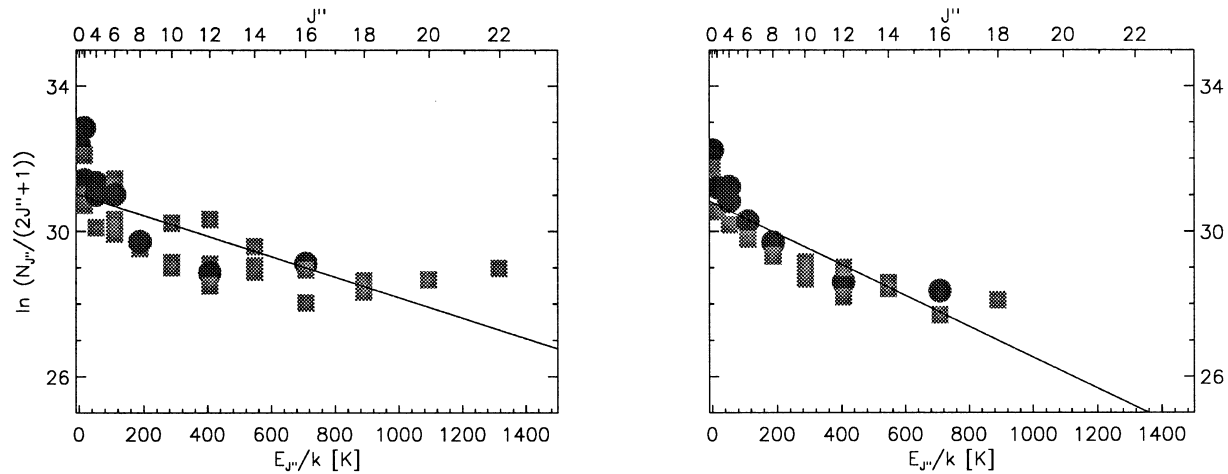 J'' J''
0 4 6 8 10 12 14 16 18 20 22 0 4 6 8 10 12 14 16 18 20 22
34 34
30 30
26 26
ln (N_J''/(2J''+1))
0 200 400 600 800 1000 1200 1400 0 200 400 600 800 1000 1200 1400
E_J''/k [K] E_J''/k [K]